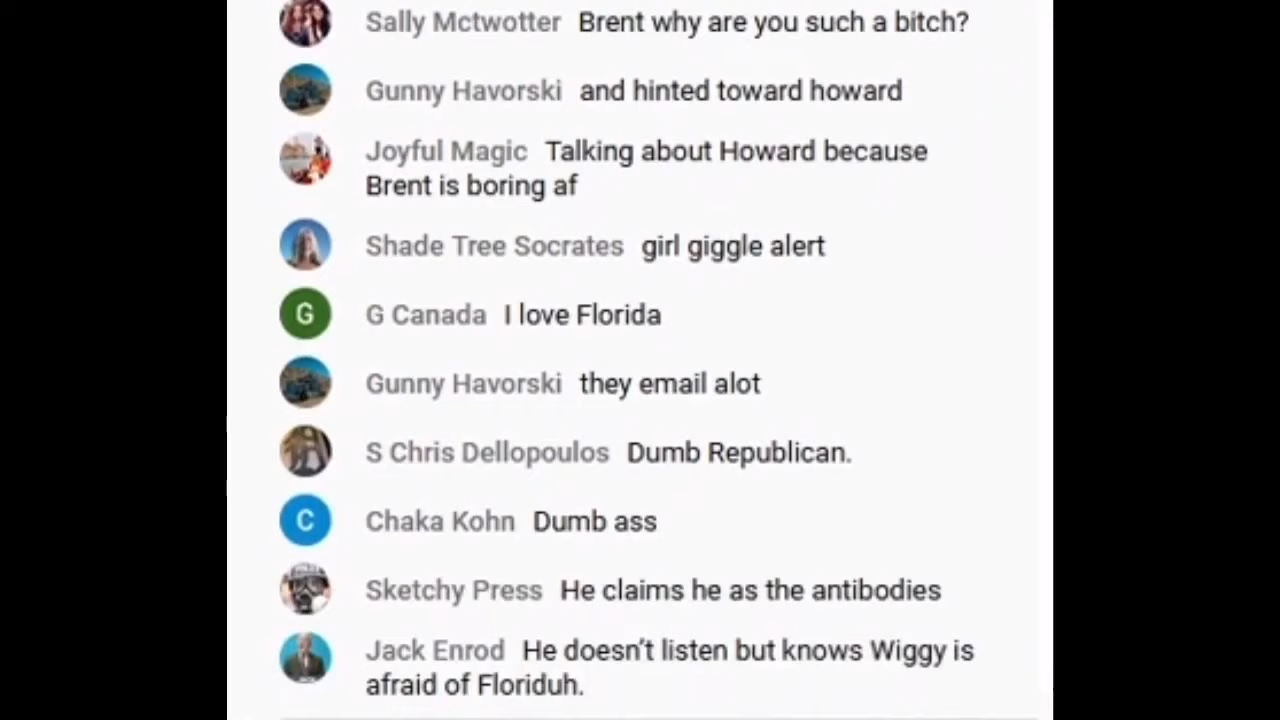 Sally Mctwotter Brent why are you such a bitch?
Gunny Havorski and hinted toward howard
Joyful Magic Talking about Howard because
Brent is boring af
Shade Tree Socrates girl giggle alert
G G Canada I love Florida
Gunny Havorski they email alot
S Chris Dellopoulos Dumb Republican.
C Chaka Kohn Dumb ass
Sketchy Press He claims he as the antibodies
Jack Enrod He doesn't listen but knows Wiggy is
afraid of Floriduh.